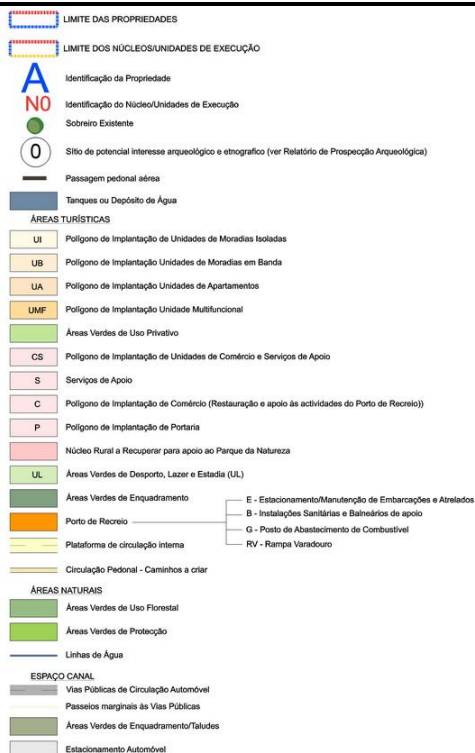 LIMITE DAS PROPRIEDADES
LIMITE DOS NÚCLEOS/UNIDADES DE EXECUÇÃO
A Identificação da Propriedade
N0 Identificação do Núcleo/Unidades de Execução
Sobreiro Existente
0 Sítio de potencial interesse arqueológico e etnografico (ver Relatório de Prospecção Arqueológica)
Passagem pedonal aérea
Tanques ou Depósito de Água
ÁREAS TURÍSTICAS
UI Polígono de Implantação de Unidades de Moradias Isoladas
UB Polígono de Implantação Unidades de Moradias em Banda
UA Polígono de Implantação Unidades de Apartamentos
UMF Polígono de Implantação Unidade Multifuncional
Áreas Verdes de Uso Privativo
CS Polígono de Implantação de Unidades de Comércio e Serviços de Apoio
S Serviços de Apoio
C Polígono de Implantação de Comércio (Restauração e apoio às actividades do Porto de Recreio))
P Polígono de Implantação de Portaria
Núcleo Rural a Recuperar para apoio ao Parque da Natureza
UL Áreas Verdes de Desporto, Lazer e Estadia (UL)
Áreas Verdes de Enquadramento
Porto de Recreio
E - Estacionamento/Manutenção de Embarcações e Atrelados
B - Instalações Sanitárias e Balneários de apoio
G - Posto de Abastecimento de Combustível
RV - Rampa Varadouro
Plataforma de circulação interna
Circulação Pedonal - Caminhos a criar
ÁREAS NATURAIS
Áreas Verdes de Uso Florestal
Áreas Verdes de Protecção
Linhas de Água
ESPAÇO CANAL
Vias Públicas de Circulação Automóvel
Passeios marginais às Vias Públicas
Áreas Verdes de Enquadramento/Taludes
Estacionamento Automóvel